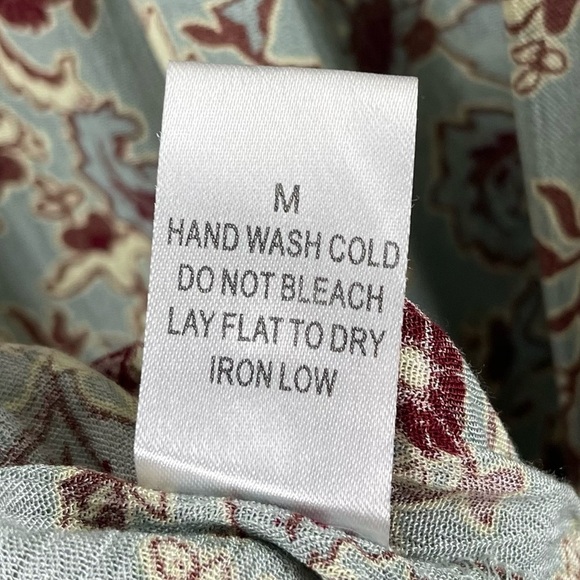 M
HAND WASH COLD
DO NOT BLEACH
LAY FLAT TO DRY
IRON LOW